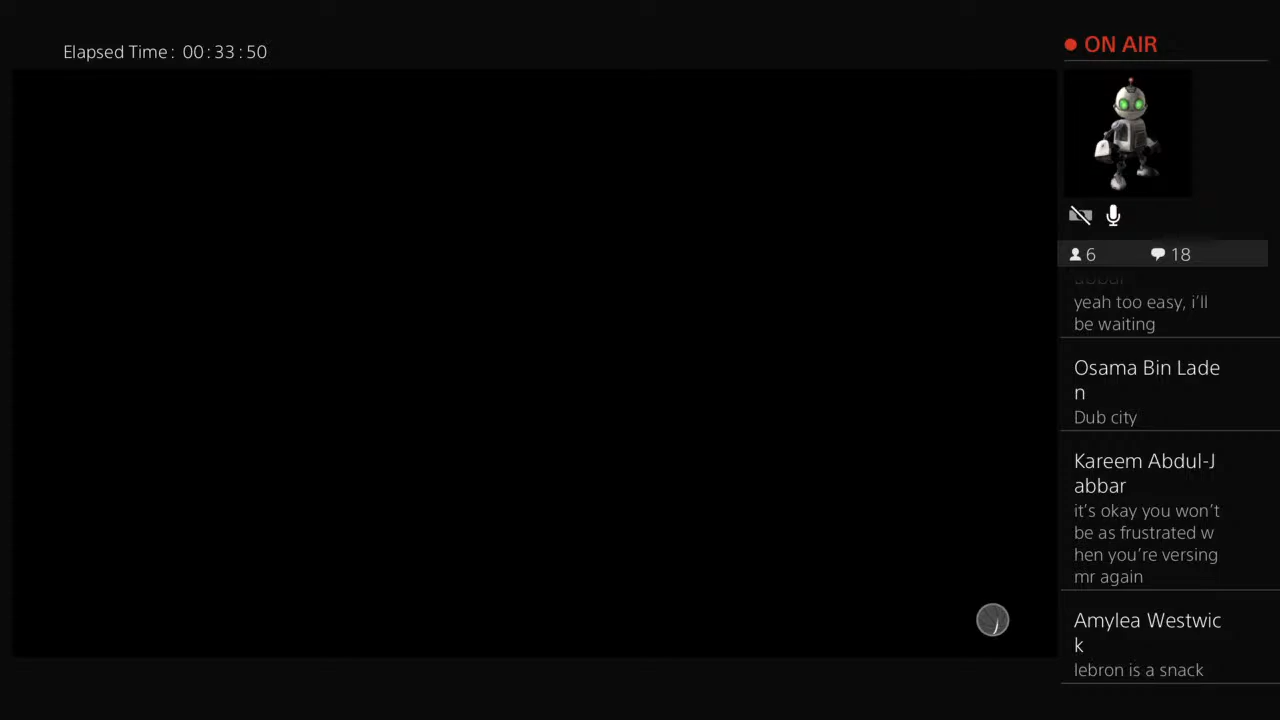 Elapsed Time: 00:33:50
ON AIR
6 18
abbar
yeah too easy, i'll
be waiting
Osama Bin Lade
n
Dub city
Kareem Abdul-J
abbar
it's okay you won't
be as frustrated w
hen you're versing
mr again
Amylea Westwic
k
lebron is a snack